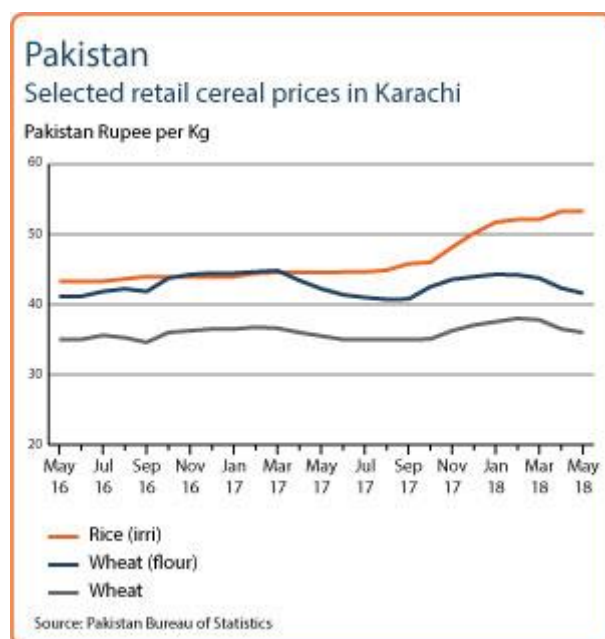 Pakistan
Selected retail cereal prices in Karachi
Pakistan Rupee per Kg
60
50
40
30
20
May Jul Sep Nov Jan Mar May Jul Sep Nov Jan Mar May
16 16 16 16 17 17 17 17 17 17 18 18 18
Rice (irri)
Wheat (flour)
Wheat
Source: Pakistan Bureau of Statistics